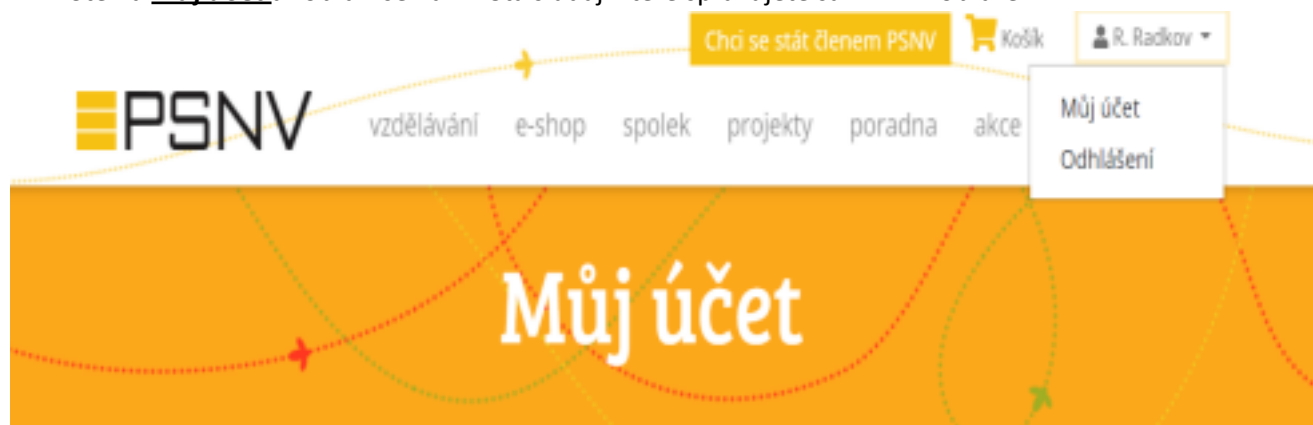 Chci se stát členem PSNV Košík R. Radkov
PSNV vzdělávání e-shop spolek projekty poradna akce
Můj účet
Odhlášení
Můj účet